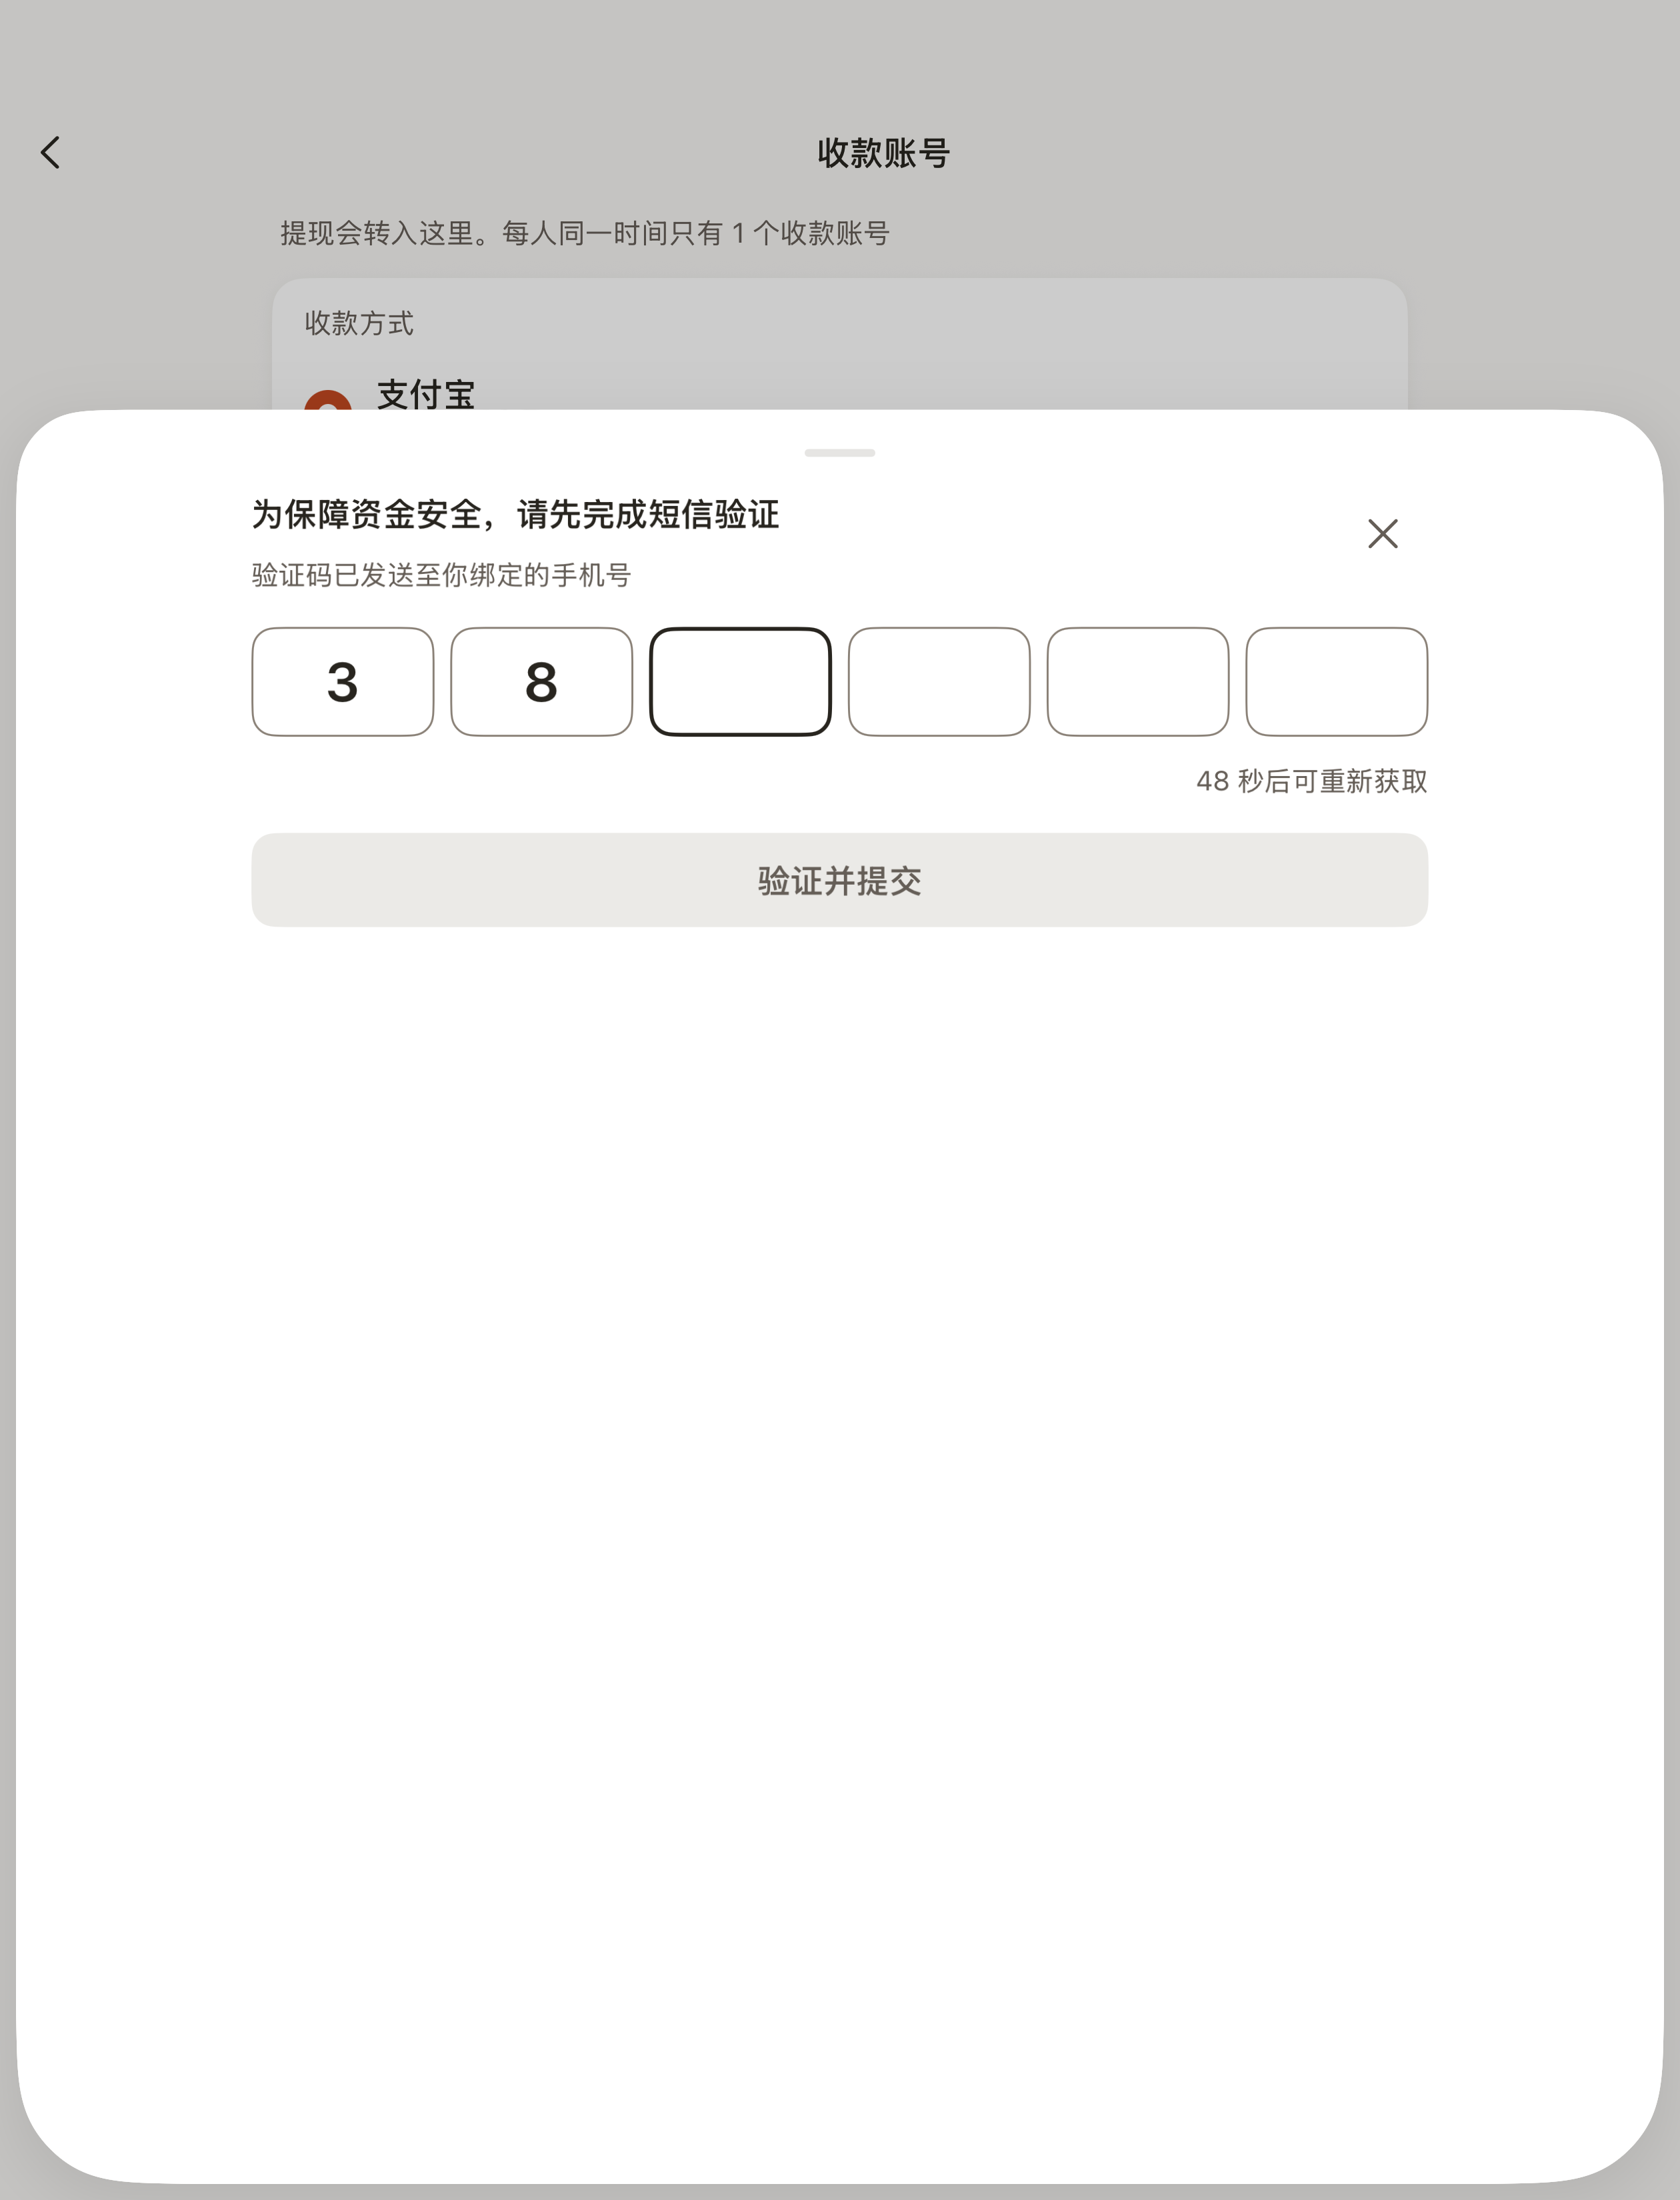 收款账号
提现会转入这里。每人同一时间只有 1 个收款账号
收款方式
支付宝
为保障资金安全，请先完成短信验证
验证码已发送至你绑定的手机号
3 8
48 秒后可重新获取
验证并提交